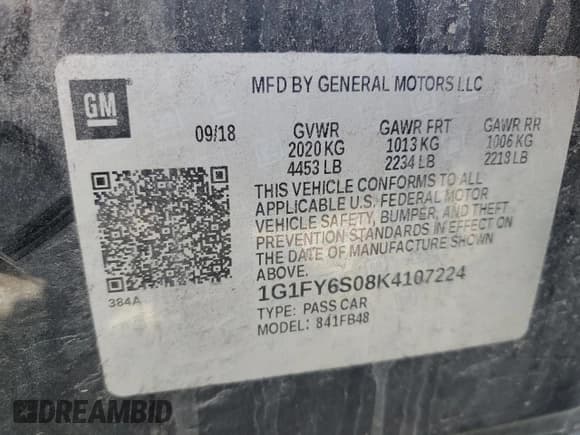 GM
MFD BY GENERAL MOTORS LLC
09/18 GVWR GAWR FRT GAWR RR
2020 KG 1013 KG 1006 KG
4453 LB 2234 LB 2218 LB
THIS VEHICLE CONFORMS TO ALL
APPLICABLE U.S. FEDERAL MOTOR
VEHICLE SAFETY, BUMPER, AND THEFT
PREVENTION STANDARDS IN EFFECT ON
THE DATE OF MANUFACTURE SHOWN
ABOVE.
384A
1G1FY6S08K4107224
TYPE: PASS CAR
MODEL: 841FB48
DREAMBID